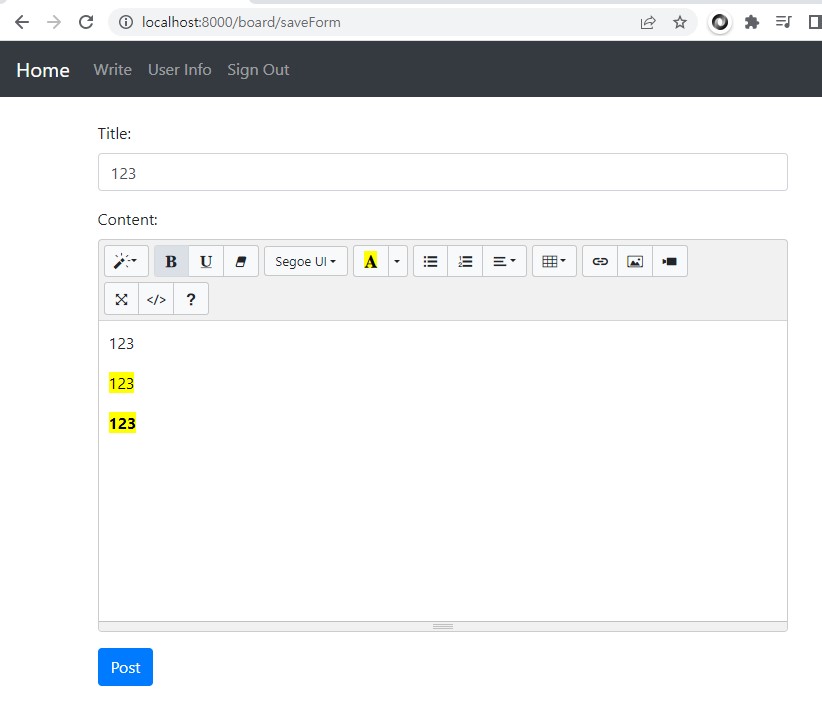 localhost:8000/board/saveForm
Home Write User Info Sign Out
Title:
123
Content:
B U Segoe UI A
</> ?
123
123
123
Post